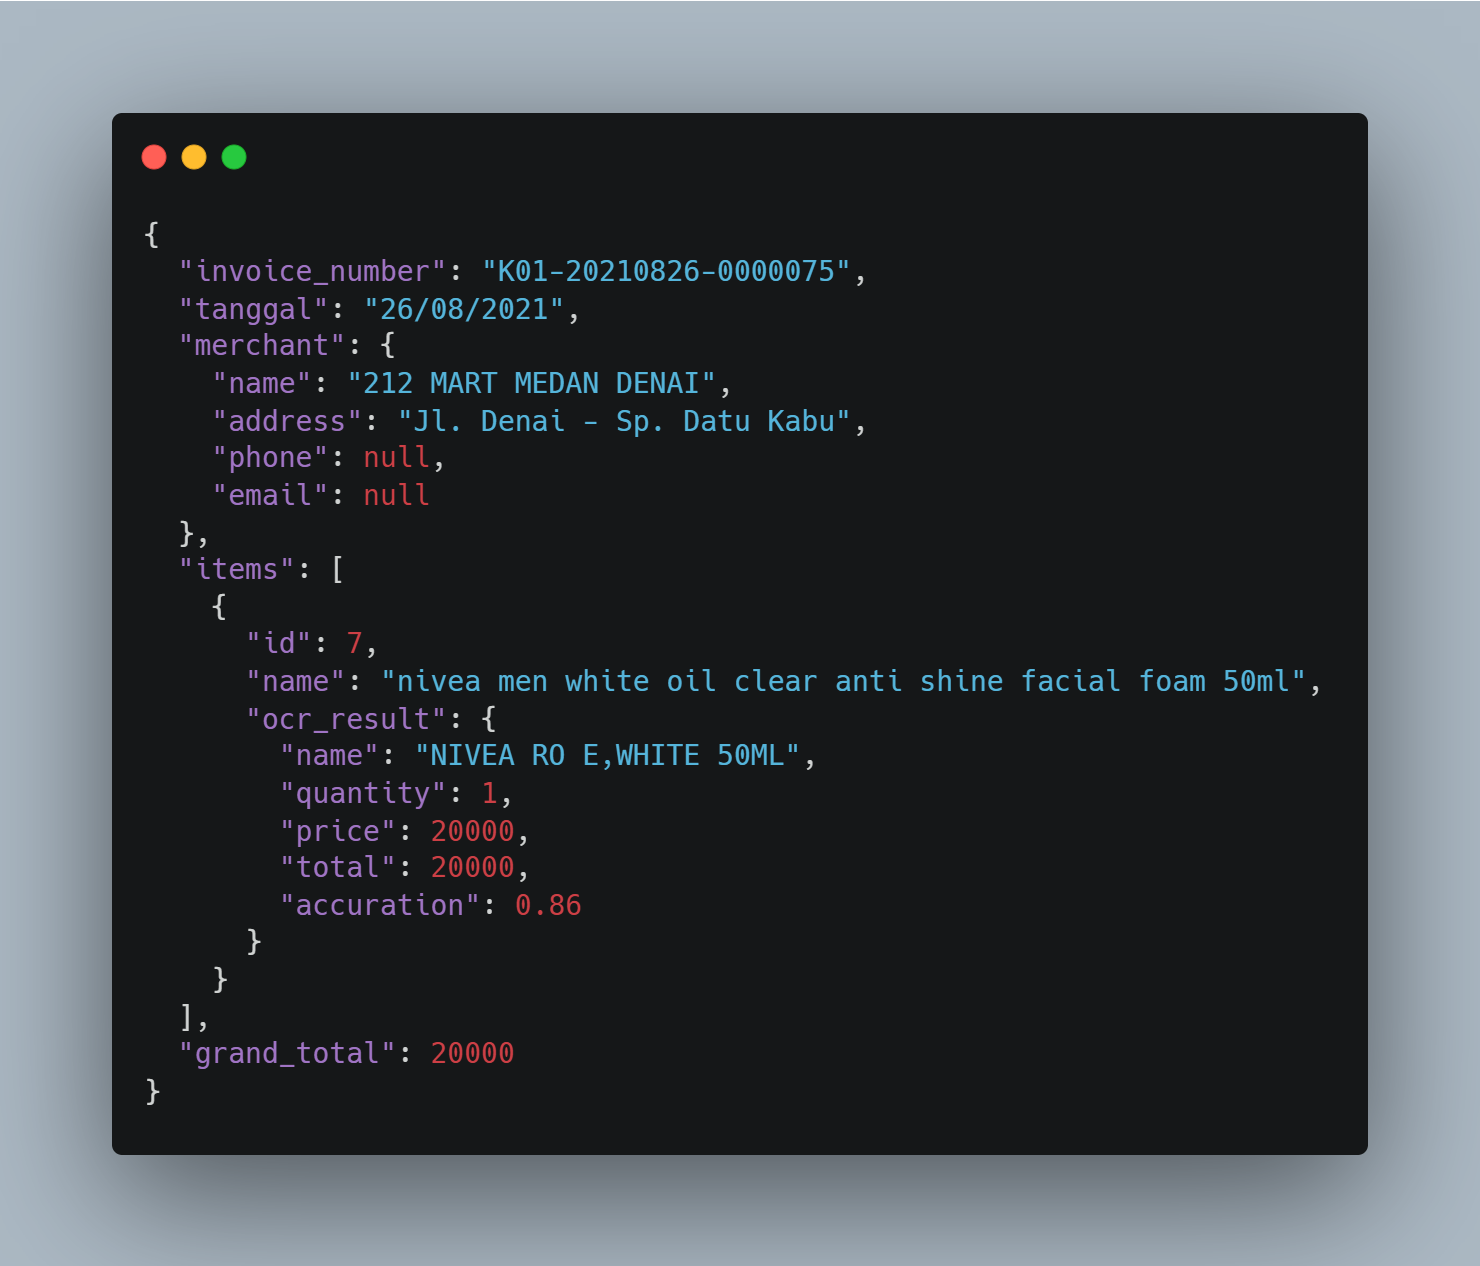 {
  "invoice_number": "K01-20210826-0000075",
  "tanggal": "26/08/2021",
  "merchant": {
    "name": "212 MART MEDAN DENAI",
    "address": "Jl. Denai - Sp. Datu Kabu",
    "phone": null,
    "email": null
  },
  "items": [
    {
      "id": 7,
      "name": "nivea men white oil clear anti shine facial foam 50ml",
      "ocr_result": {
        "name": "NIVEA RO E,WHITE 50ML",
        "quantity": 1,
        "price": 20000,
        "total": 20000,
        "accuration": 0.86
      }
    }
  ],
  "grand_total": 20000
}